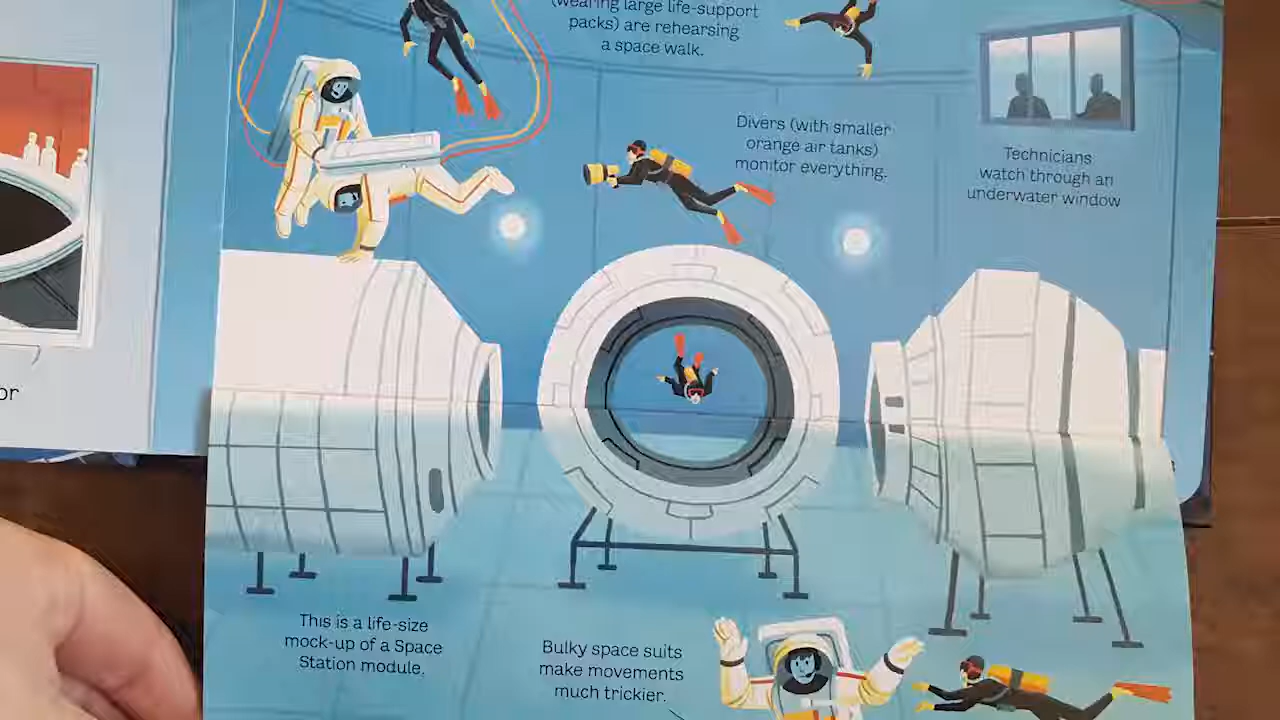 (wearing large life-support
packs) are rehearsing
a space walk.
Divers (with smaller
orange air tanks)
monitor everything.
Technicians
watch through an
underwater window
or
This is a life-size
mock-up of a Space
Station module.
Bulky space suits
make movements
much trickier.